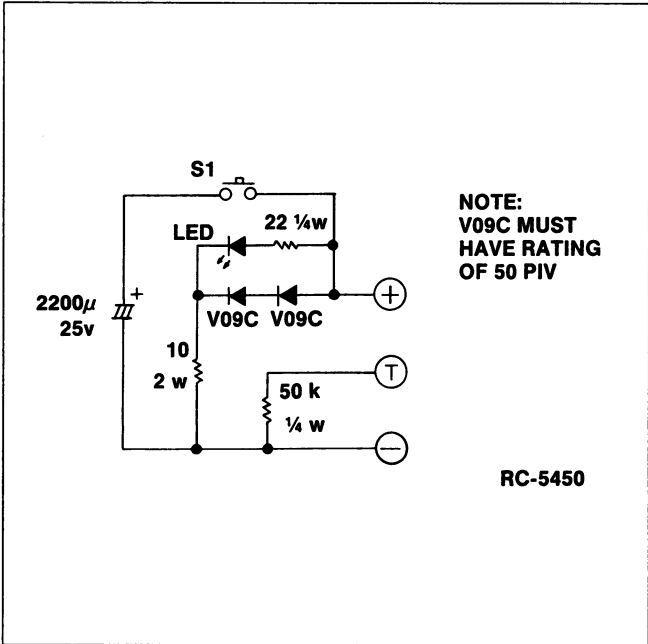 S1
NOTE:
V09C MUST
HAVE RATING
OF 50 PIV
LED
22 ¼w
+
2200µ
25v
V09C V09C
+
10
2 w
T
50 k
¼ w
−
RC-5450